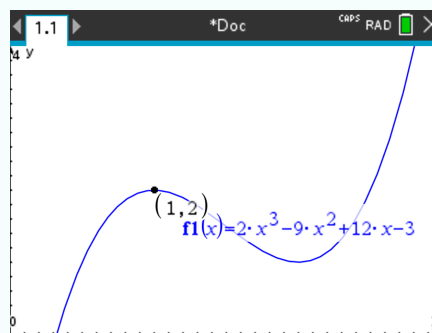 1.1 *Doc CAPS RAD
4 y
(1,2)
f1(x)=2·x³−9·x²+12·x−3
0